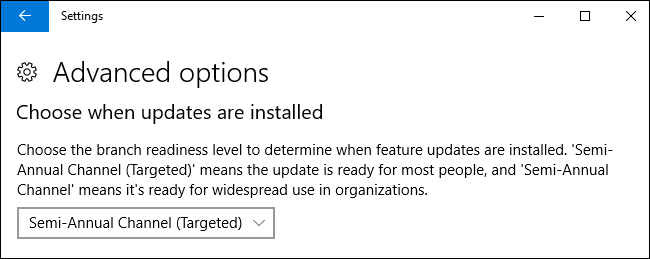 Settings
Advanced options
Choose when updates are installed
Choose the branch readiness level to determine when feature updates are installed. 'Semi-
Annual Channel (Targeted)' means the update is ready for most people, and 'Semi-Annual
Channel' means it's ready for widespread use in organizations.
Semi-Annual Channel (Targeted)